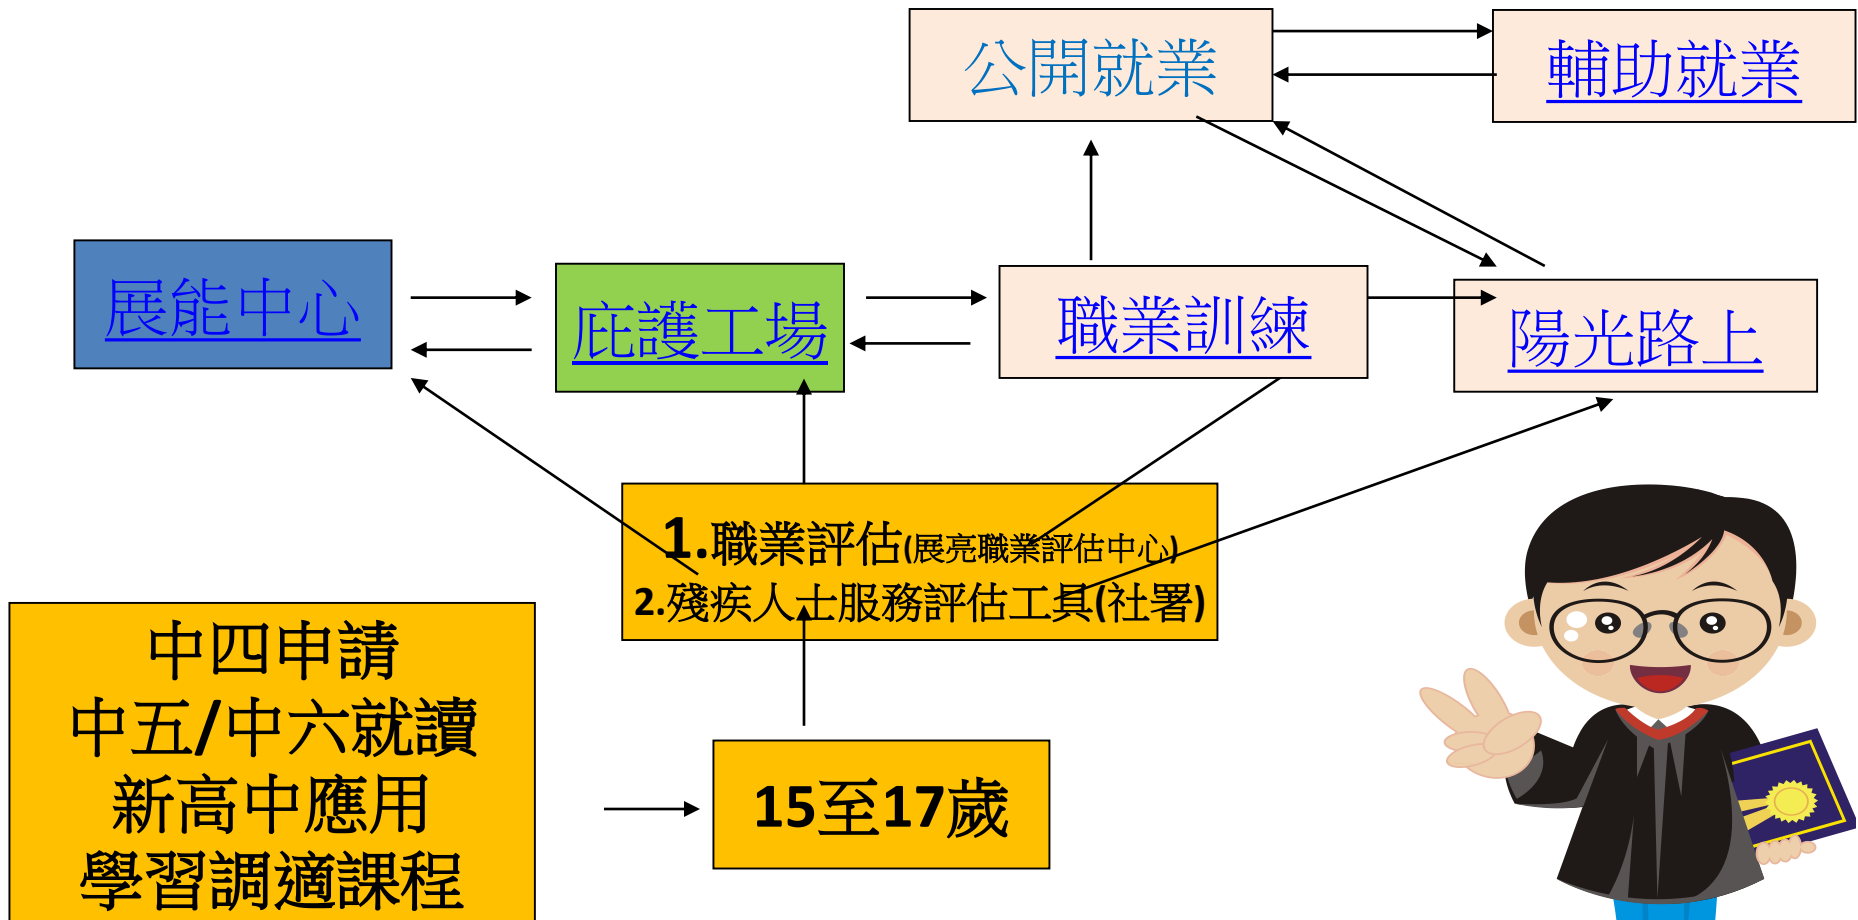 公開就業
輔助就業
展能中心
庇護工場
職業訓練
陽光路上
1.職業評估(展亮職業評估中心)
2.殘疾人士服務評估工具(社署)
中四申請
中五/中六就讀
新高中應用
學習調適課程
15至17歲